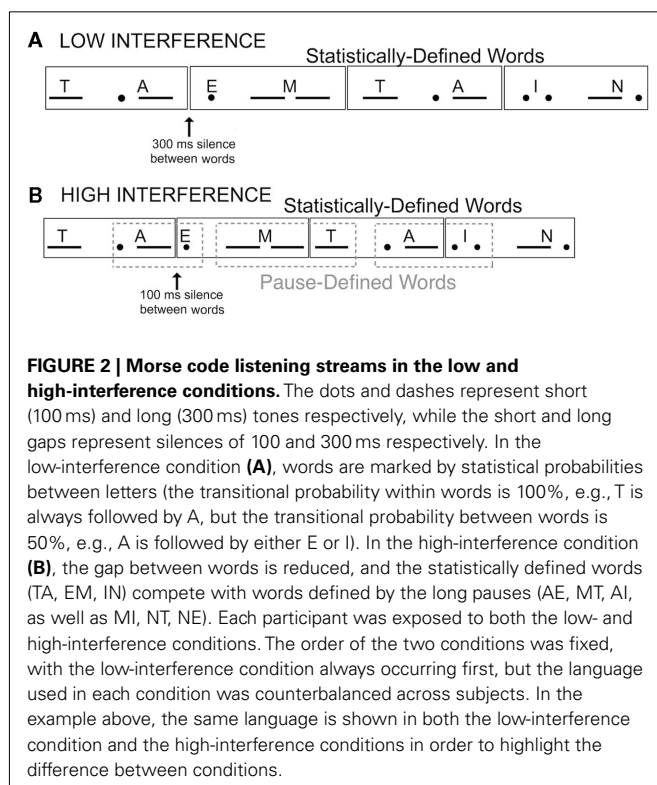 A LOW INTERFERENCE
Statistically-Defined Words
T A E M T A I N
300 ms silence
between words
B HIGH INTERFERENCE
Statistically-Defined Words
T A E M T A I N
Pause-Defined Words
100 ms silence
between words
FIGURE 2 | Morse code listening streams in the low and
high-interference conditions. The dots and dashes represent short
(100 ms) and long (300 ms) tones respectively, while the short and long
gaps represent silences of 100 and 300 ms respectively. In the
low-interference condition (A), words are marked by statistical probabilities
between letters (the transitional probability within words is 100%, e.g., T is
always followed by A, but the transitional probability between words is
50%, e.g., A is followed by either E or I). In the high-interference condition
(B), the gap between words is reduced, and the statistically defined words
(TA, EM, IN) compete with words defined by the long pauses (AE, MT, AI,
as well as MI, NT, NE). Each participant was exposed to both the low- and
high-interference conditions. The order of the two conditions was fixed,
with the low-interference condition always occurring first, but the language
used in each condition was counterbalanced across subjects. In the
example above, the same language is shown in both the low-interference
condition and the high-interference conditions in order to highlight the
difference between conditions.